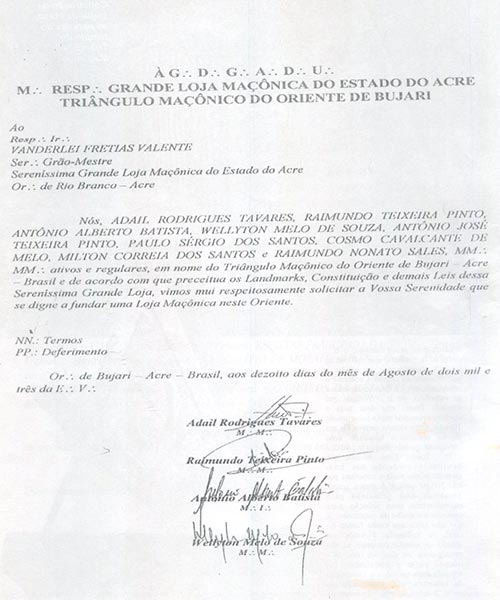 À G∴ D∴ G∴ A∴ D∴ U∴
M∴ RESP∴ GRANDE LOJA MAÇÔNICA DO ESTADO DO ACRE
TRIÂNGULO MAÇÔNICO DO ORIENTE DE BUJARI
Ao
Resp∴ Ir∴
VANDERLEI FRETIAS VALENTE
Ser∴ Grão-Mestre
Sereníssima Grande Loja Maçônica do Estado do Acre
Or∴ de Rio Branco – Acre
Nós, ADAIL RODRIGUES TAVARES, RAIMUNDO TEIXEIRA PINTO,
ANTÔNIO ALBERTO BATISTA, WELLYTON MELO DE SOUZA, ANTÔNIO JOSÉ
TEIXEIRA PINTO, PAULO SÉRGIO DOS SANTOS, COSMO CAVALCANTE DE
MELO, MILTON CORREIA DOS SANTOS e RAIMUNDO NONATO SALES, MM∴
MM∴ ativos e regulares, em nome do Triângulo Maçônico do Oriente de Bujari – Acre
– Brasil e de acordo com que preceitua os Landmarks, Constituição e demais Leis dessa
Sereníssima Grande Loja, vimos mui respeitosamente solicitar a Vossa Serenidade que
se digne a fundar uma Loja Maçônica neste Oriente.
NN.: Termos
PP.: Deferimento
Or∴ de Bujari – Acre – Brasil, aos dezoito dias do mês de Agosto de dois mil e
três da E∴ V∴
Adail Rodrigues Tavares
M∴ M∴
Raimundo Teixeira Pinto
M∴ M∴
Antônio Alberto Batista
M∴ I∴
Wellyton Melo de Souza
M∴ M∴